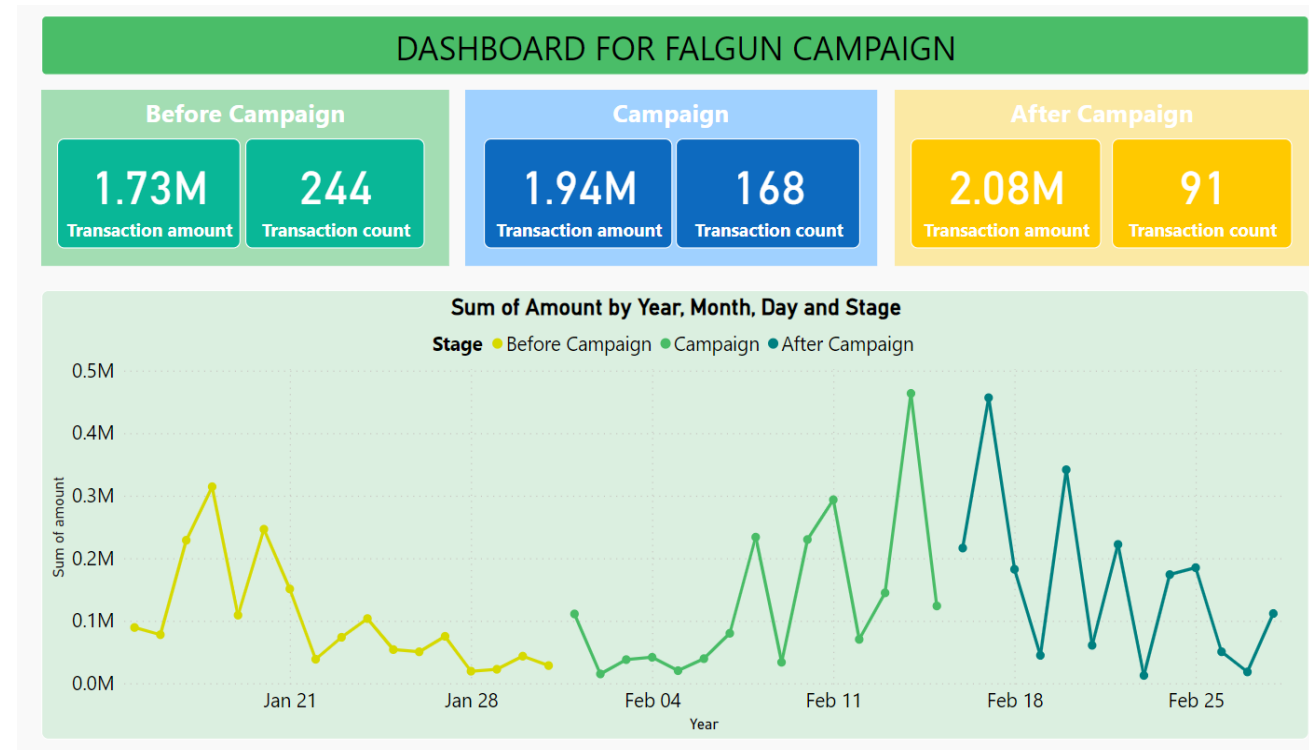 DASHBOARD FOR FALGUN CAMPAIGN
Before Campaign
1.73M
Transaction amount
244
Transaction count
Campaign
1.94M
Transaction amount
168
Transaction count
After Campaign
2.08M
Transaction amount
91
Transaction count
Sum of Amount by Year, Month, Day and Stage
Stage Before Campaign Campaign After Campaign
Sum of amount
0.5M
0.4M
0.3M
0.2M
0.1M
0.0M
Jan 21 Jan 28 Feb 04 Feb 11 Feb 18 Feb 25
Year